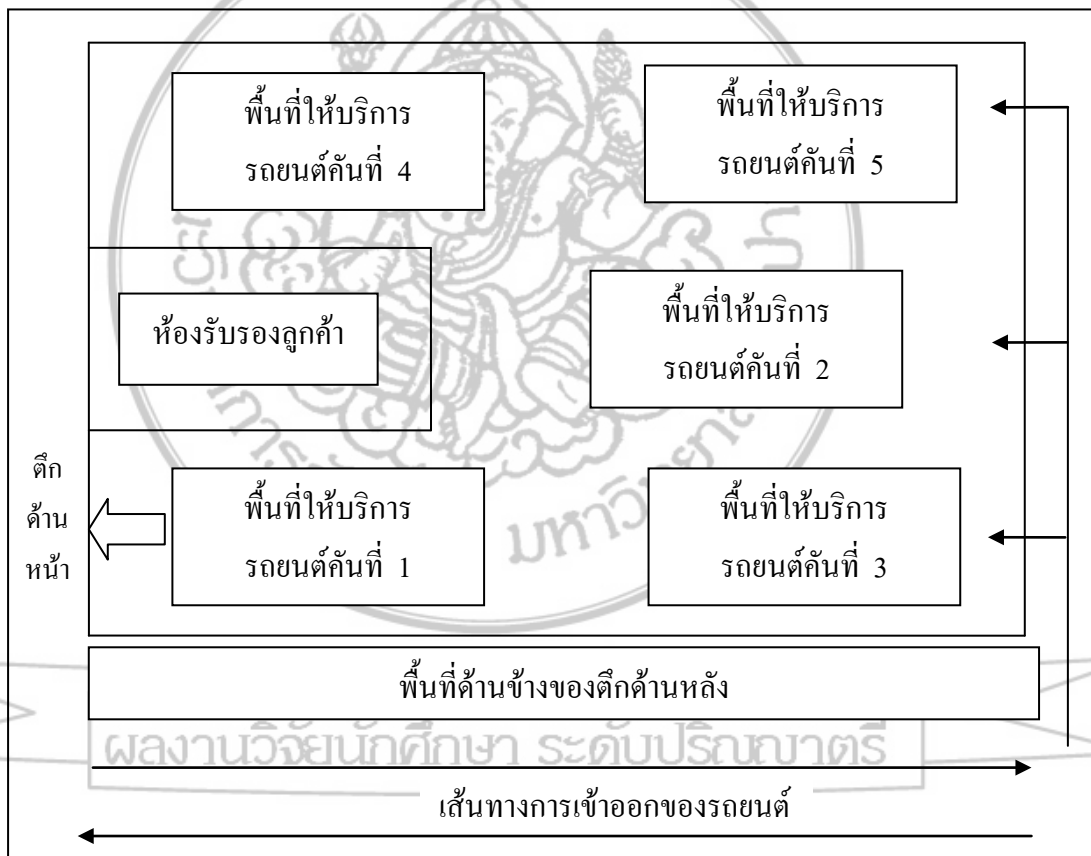 พื้นที่ให้บริการ
รถยนต์คันที่ 4
พื้นที่ให้บริการ
รถยนต์คันที่ 5
ห้องรับรองลูกค้า
พื้นที่ให้บริการ
รถยนต์คันที่ 2
ตึก
ด้าน
หน้า
พื้นที่ให้บริการ
รถยนต์คันที่ 1
พื้นที่ให้บริการ
รถยนต์คันที่ 3
พื้นที่ด้านข้างของตึกด้านหลัง
ผลงานวิจัยนักศึกษา ระดับปริญญาตรี
เส้นทางการเข้าออกของรถยนต์